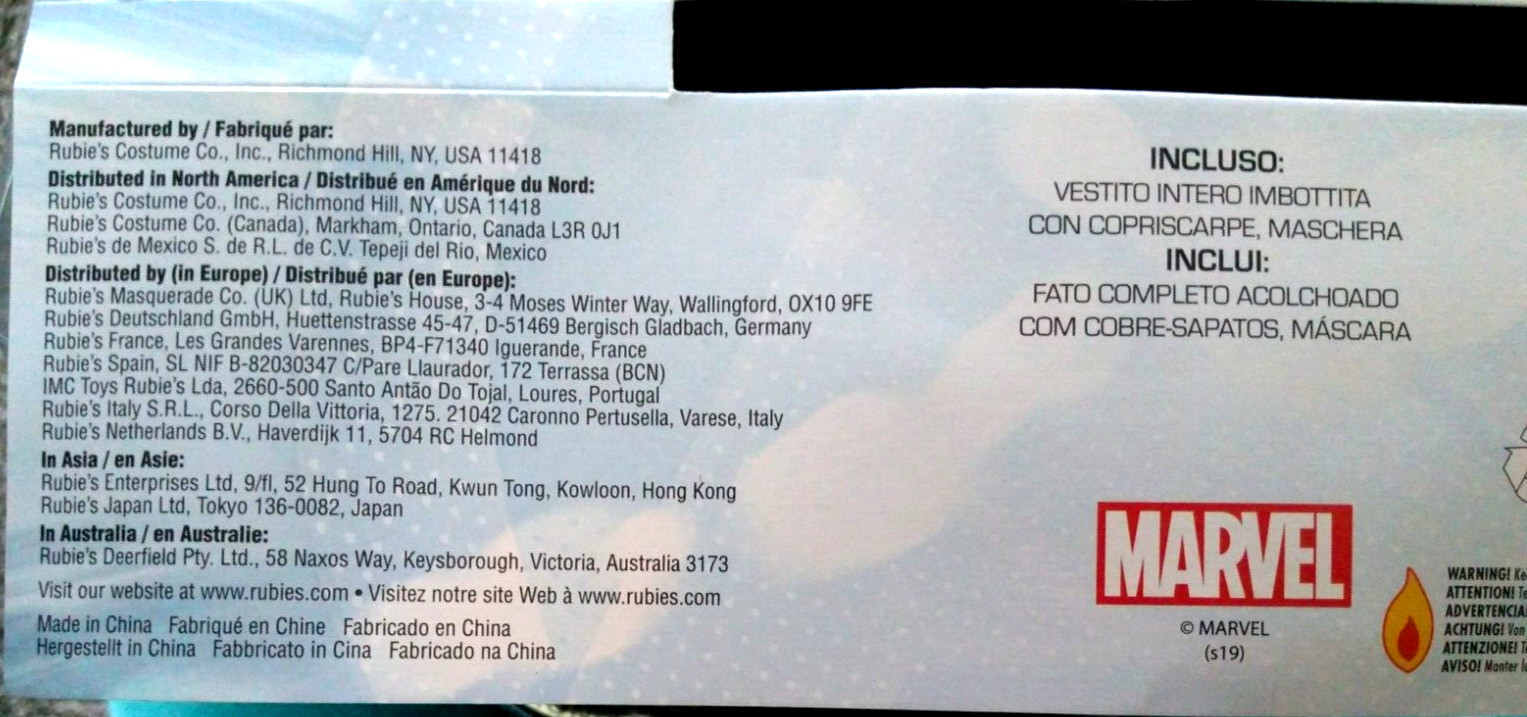 Manufactured by / Fabriqué par:
Rubie's Costume Co., Inc., Richmond Hill, NY, USA 11418
Distributed in North America / Distribué en Amérique du Nord:
Rubie's Costume Co., Inc., Richmond Hill, NY, USA 11418
Rubie's Costume Co. (Canada), Markham, Ontario, Canada L3R 0J1
Rubie's de Mexico S. de R.L. de C.V. Tepeji del Rio, Mexico
Distributed by (in Europe) / Distribué par (en Europe):
Rubie's Masquerade Co. (UK) Ltd, Rubie's House, 3-4 Moses Winter Way, Wallingford, OX10 9FE
Rubie's Deutschland GmbH, Huettenstrasse 45-47, D-51469 Bergisch Gladbach, Germany
Rubie's France, Les Grandes Varennes, BP4-F71340 Iguerande, France
Rubie's Spain, SL NIF B-82030347 C/Pare Llaurador, 172 Terrassa (BCN)
IMC Toys Rubie's Lda, 2660-500 Santo Antão Do Tojal, Loures, Portugal
Rubie's Italy S.R.L., Corso Della Vittoria, 1275. 21042 Caronno Pertusella, Varese, Italy
Rubie's Netherlands B.V., Haverdijk 11, 5704 RC Helmond
In Asia / en Asie:
Rubie's Enterprises Ltd, 9/fl, 52 Hung To Road, Kwun Tong, Kowloon, Hong Kong
Rubie's Japan Ltd, Tokyo 136-0082, Japan
In Australia / en Australie:
Rubie's Deerfield Pty. Ltd., 58 Naxos Way, Keysborough, Victoria, Australia 3173
Visit our website at www.rubies.com • Visitez notre site Web à www.rubies.com
Made in China Fabriqué en Chine Fabricado en China
Hergestellt in China Fabbricato in Cina Fabricado na China
INCLUSO:
VESTITO INTERO IMBOTTITA
CON COPRISCARPE, MASCHERA
INCLUI:
FATO COMPLETO ACOLCHOADO
COM COBRE-SAPATOS, MÁSCARA
MARVEL
© MARVEL
(s19)
WARNING!
ATTENTION!
ADVERTENCIA
ACHTUNG! Von
ATTENZIONE!
AVISO! Manter